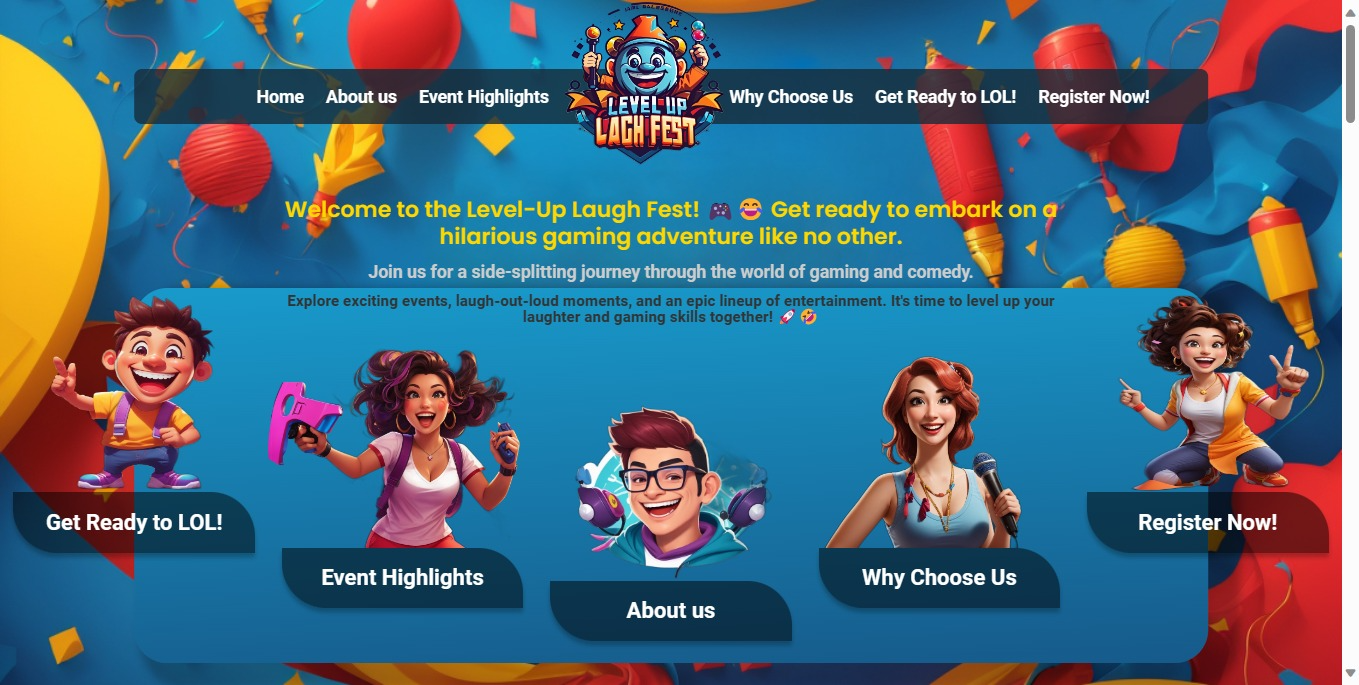 Home About us Event Highlights
LEVEL UP
LAGH FEST
Why Choose Us Get Ready to LOL! Register Now!
Welcome to the Level-Up Laugh Fest! 🎮 😂 Get ready to embark on a
hilarious gaming adventure like no other.
Join us for a side-splitting journey through the world of gaming and comedy.
Explore exciting events, laugh-out-loud moments, and an epic lineup of entertainment. It's time to level up your
laughter and gaming skills together! 🚀 🤣
Get Ready to LOL!
Event Highlights
About us
Why Choose Us
Register Now!